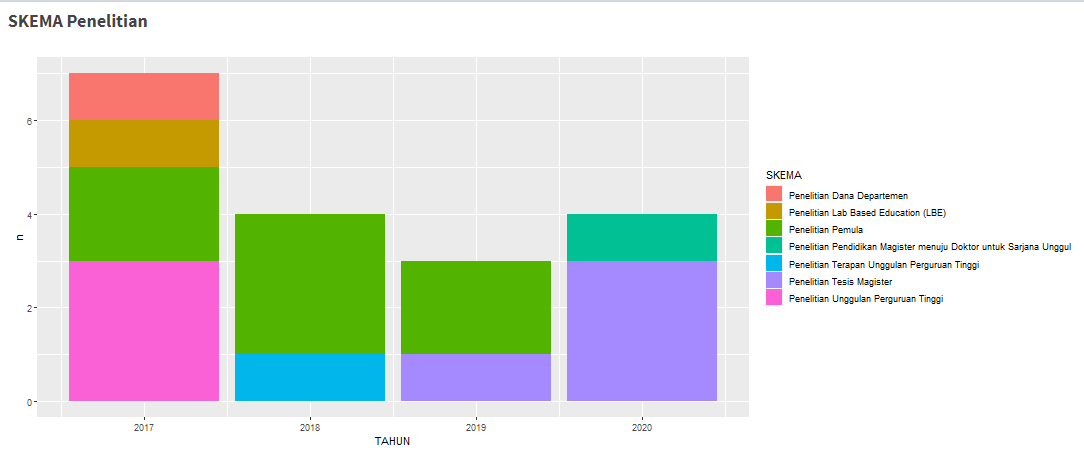 SKEMA Penelitian
6
4
2
0
n
2017
2018
2019
2020
TAHUN
SKEMA
Penelitian Dana Departemen
Penelitian Lab Based Education (LBE)
Penelitian Pemula
Penelitian Pendidikan Magister menuju Doktor untuk Sarjana Unggul
Penelitian Terapan Unggulan Perguruan Tinggi
Penelitian Tesis Magister
Penelitian Unggulan Perguruan Tinggi